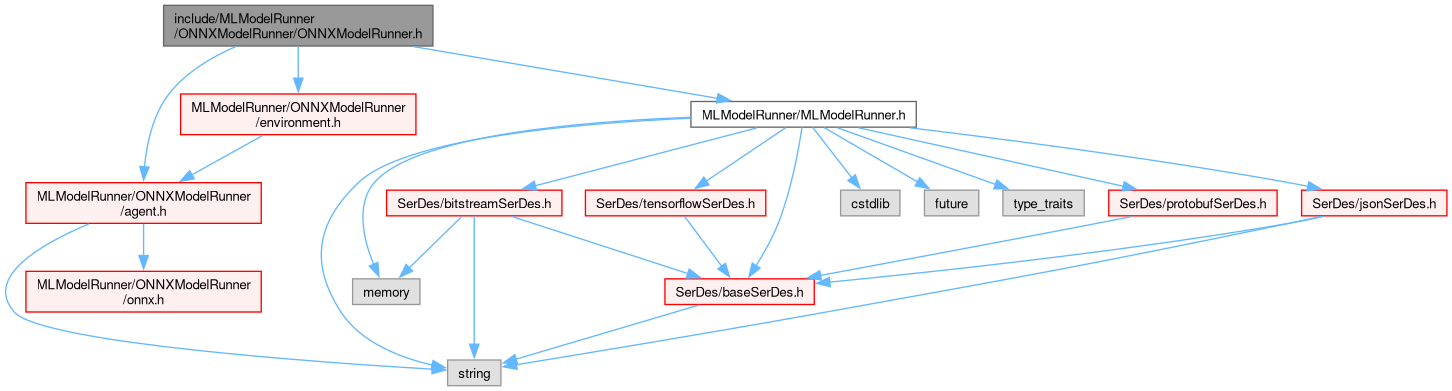 include/MLModelRunner
/ONNXModelRunner/ONNXModelRunner.h
MLModelRunner/ONNXModelRunner
/environment.h
MLModelRunner/MLModelRunner.h
MLModelRunner/ONNXModelRunner
/agent.h
SerDes/bitstreamSerDes.h
SerDes/tensorflowSerDes.h
cstdlib
future
type_traits
SerDes/protobufSerDes.h
SerDes/jsonSerDes.h
MLModelRunner/ONNXModelRunner
/onnx.h
memory
SerDes/baseSerDes.h
string